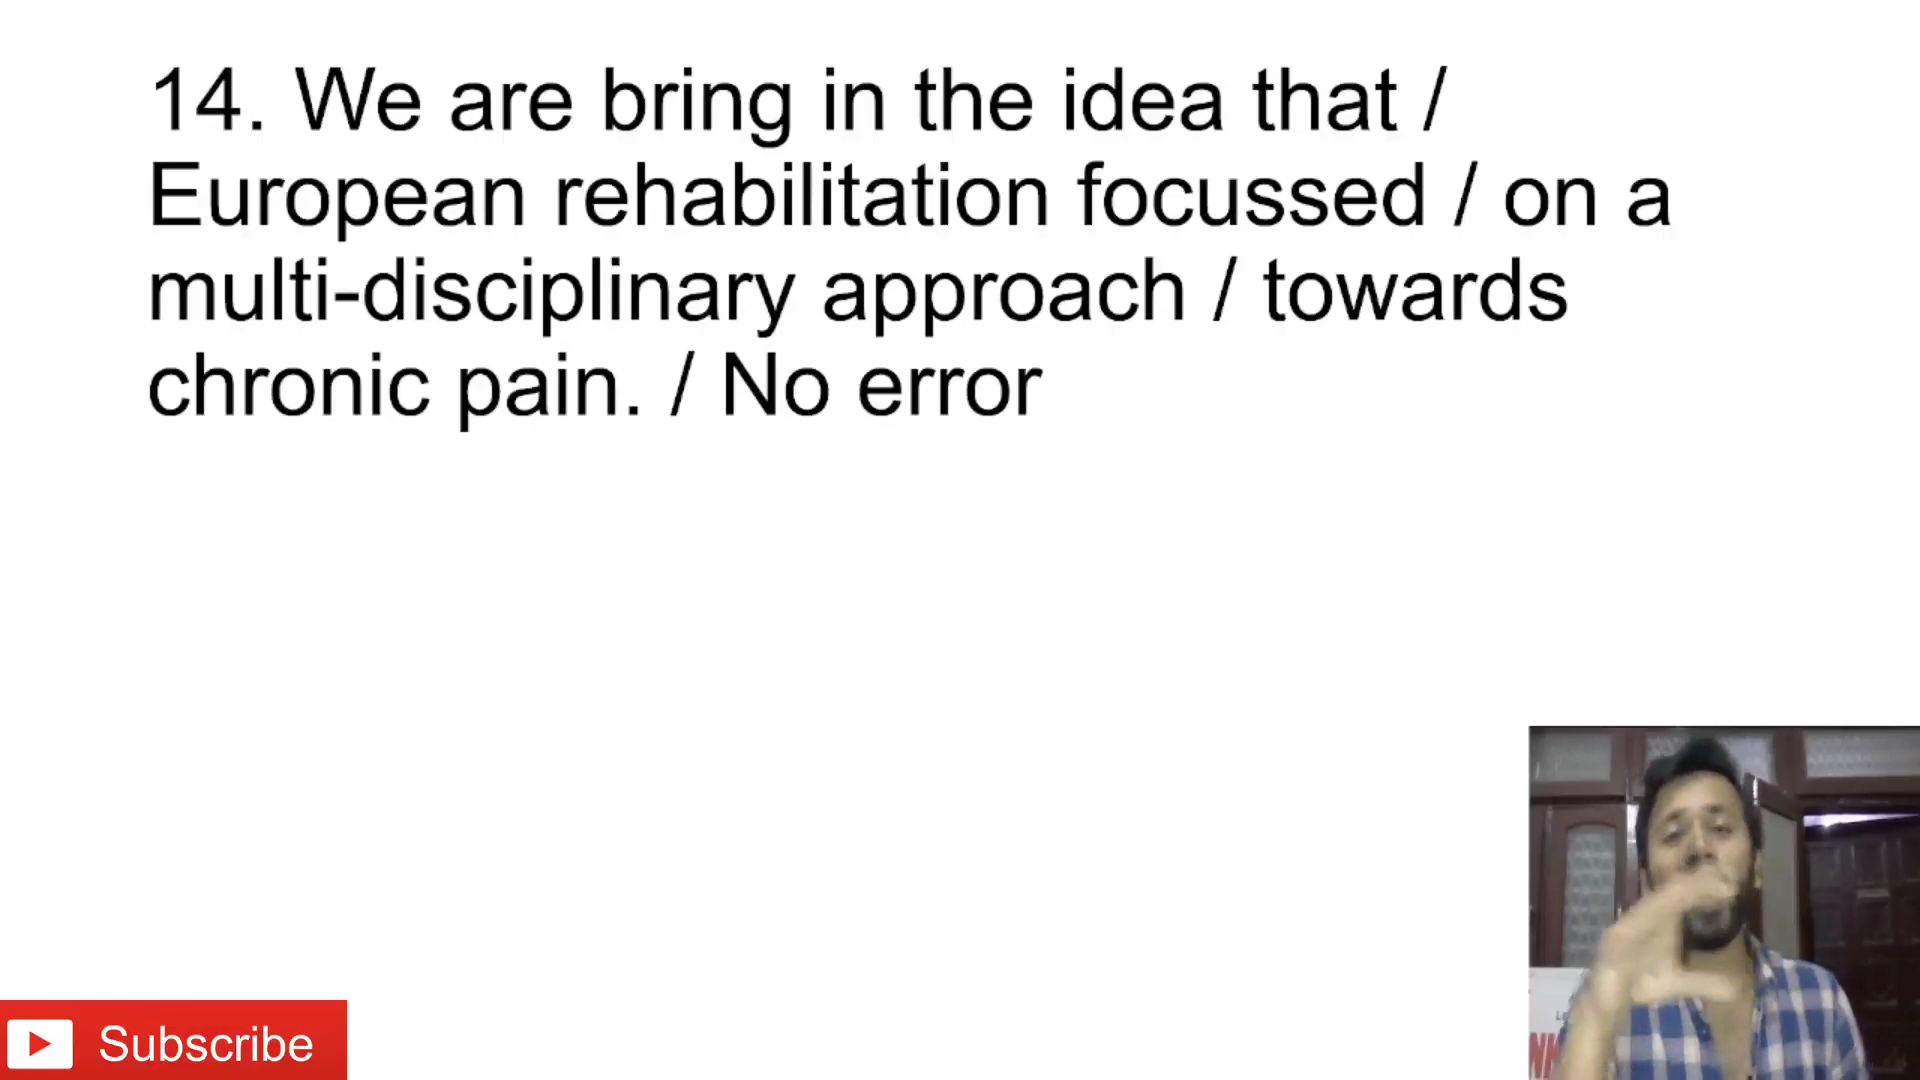 14. We are bring in the idea that /
European rehabilitation focussed / on a
multi-disciplinary approach / towards
chronic pain. / No error
Subscribe